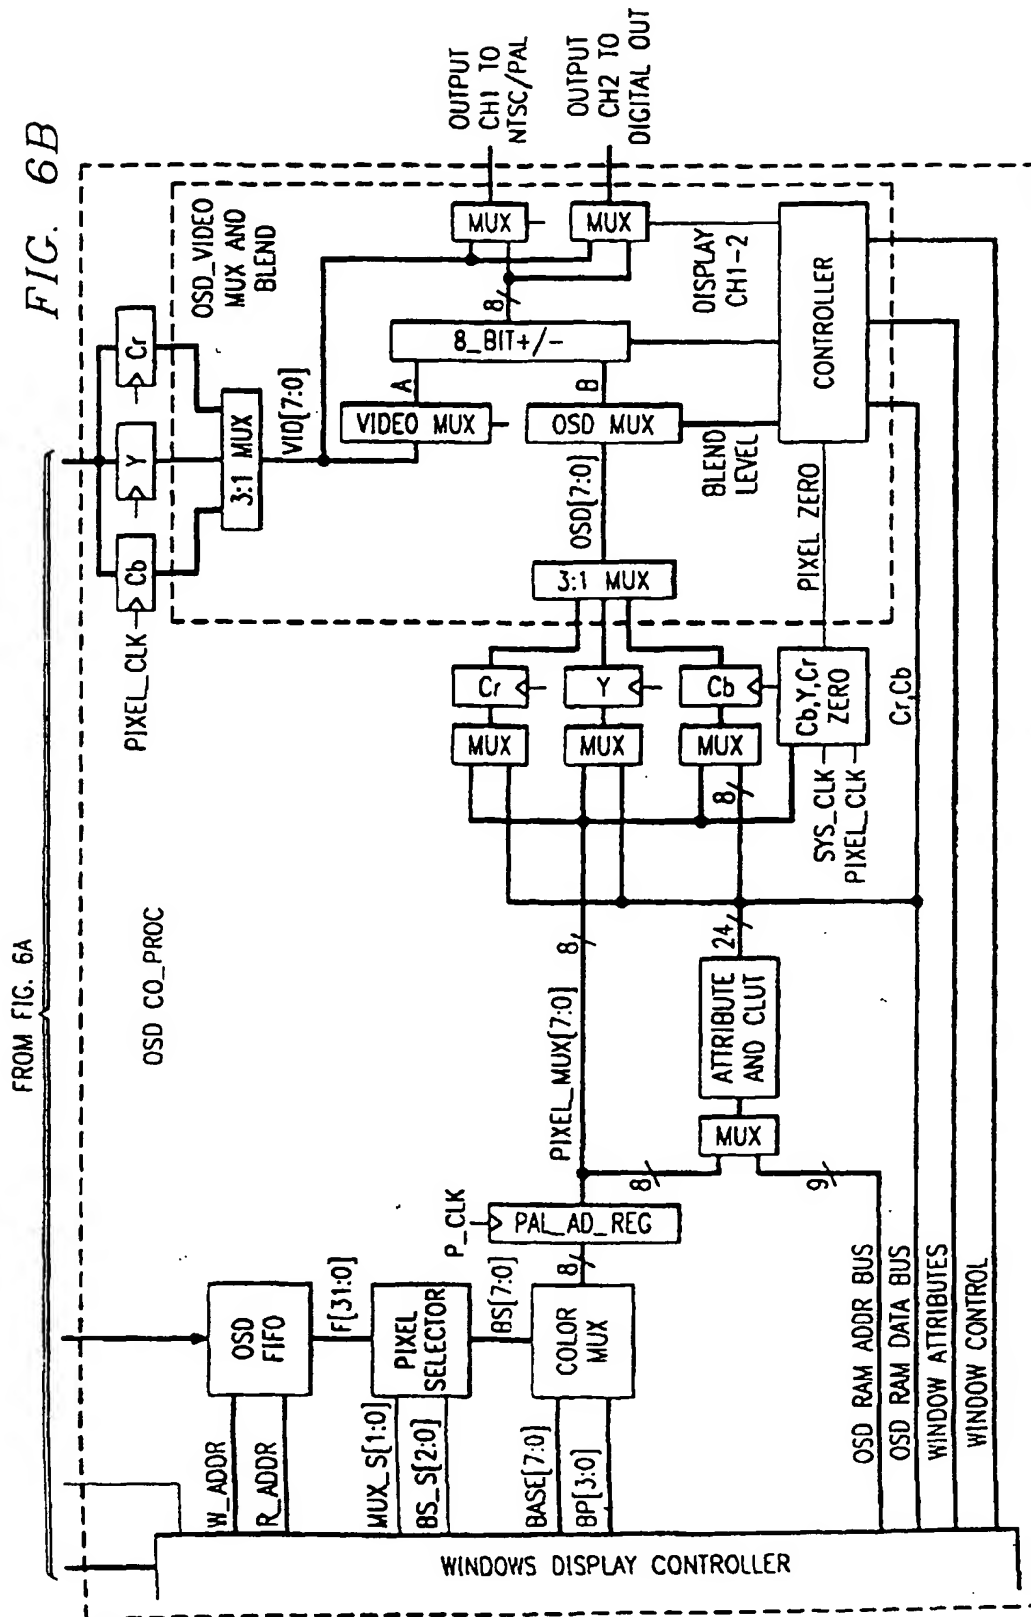 FIG. 6B
FROM FIG. 6A
OSD CO_PROC
PIXEL_CLK
Cb
Y
Cr
3:1 MUX
VID[7:0]
OSD_VIDEO
MUX AND
BLEND
OUTPUT
CH1 TO
NTSC/PAL
OUTPUT
CH2 TO
DIGITAL OUT
MUX
MUX
8
8_BIT+/-
A
B
VIDEO MUX
OSD MUX
DISPLAY
CH1-2
BLEND
LEVEL
CONTROLLER
OSD[7:0]
3:1 MUX
PIXEL ZERO
Cr
Y
Cb
MUX
MUX
MUX
Cb,Y,Cr
ZERO
SYS_CLK
PIXEL_CLK
Cr,Cb
8
8
24
ATTRIBUTE
AND CLUT
MUX
8
9
PIXEL_MUX[7:0]
P_CLK
PAL_AD_REG
8
OSD
FIFO
F[31:0]
PIXEL
SELECTOR
BS[7:0]
COLOR
MUX
W_ADDR
R_ADDR
MUX_S[1:0]
BS_S[2:0]
BASE[7:0]
BP[3:0]
OSD RAM ADDR BUS
OSD RAM DATA BUS
WINDOW ATTRIBUTES
WINDOW CONTROL
WINDOWS DISPLAY CONTROLLER